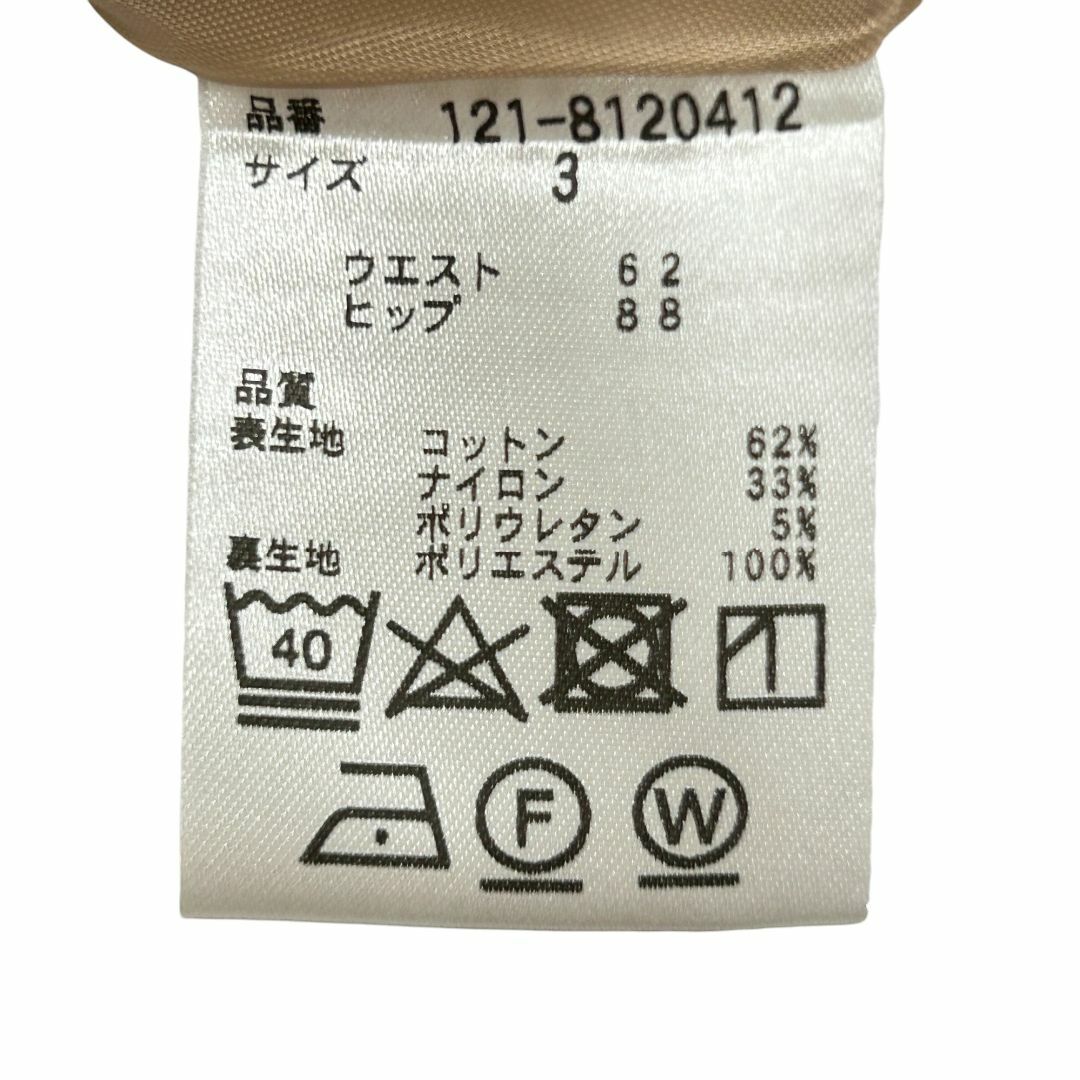 品番 121-8120412
サイズ 3
ウエスト 62
ヒップ 88
品質
表生地 コットン 62%
ナイロン 33%
ポリウレタン 5%
裏生地 ポリエステル 100%
40
F W